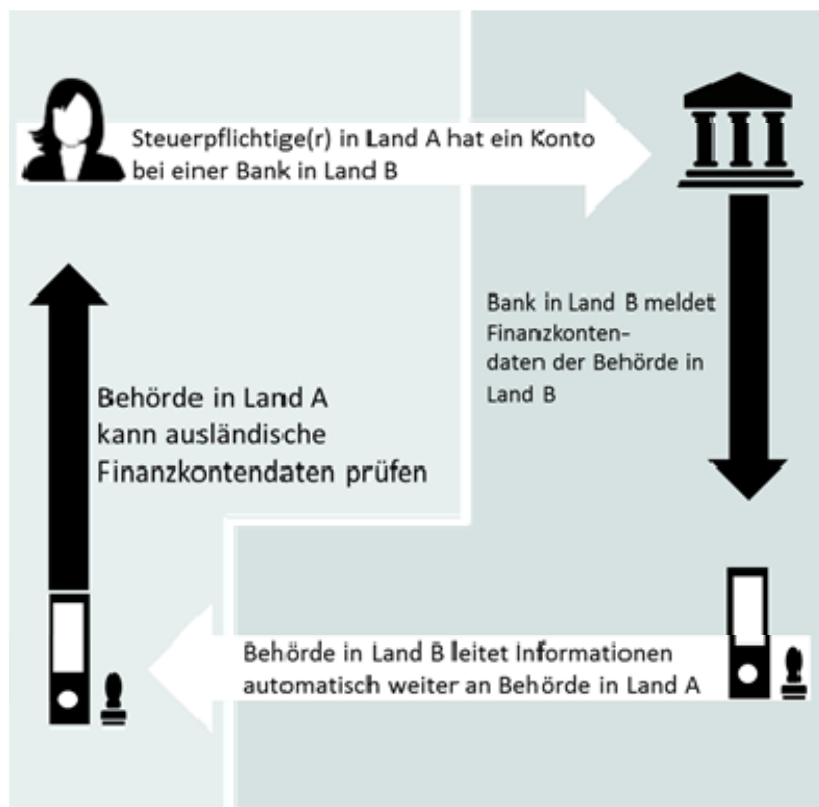 Steuerpflichtige(r) in Land A hat ein Konto
bei einer Bank in Land B
Bank in Land B meldet
Finanzkonten-
daten der Behörde in
Land B
Behörde in Land A
kann ausländische
Finanzkontendaten prüfen
Behörde in Land B leitet Informationen
automatisch weiter an Behörde in Land A